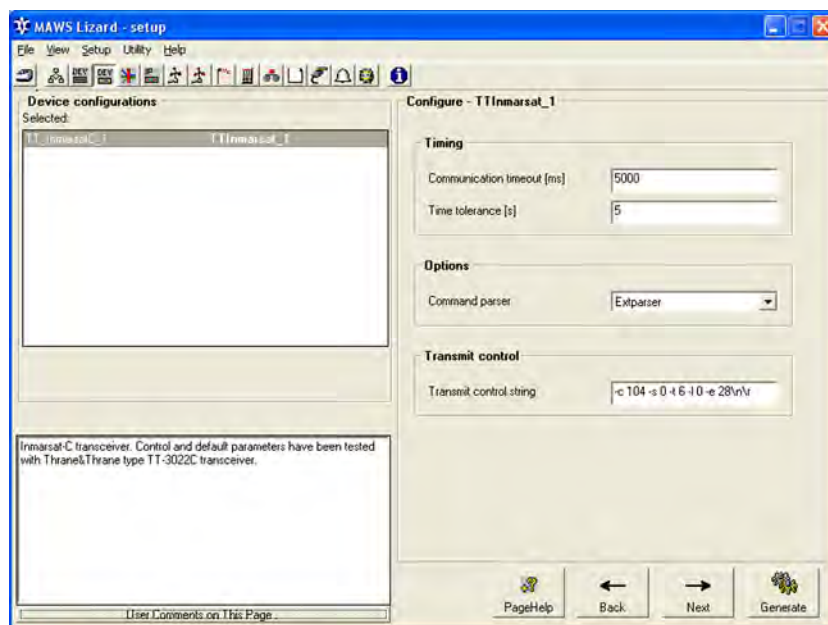 MAWS Lizard - setup
File View Setup Utility Help
Device configurations
Selected:
TT_InmarsatC_1 TTInmarsat_1
Inmarsat-C transceiver. Control and default parameters have been tested
with Thrane&Thrane type TT-3022C transceiver.
User Comments on This Page
Configure - TTInmarsat_1
Timing
Communication timeout [ms] 5000
Time tolerance [s] 5
Options
Command parser Extparser
Transmit control
Transmit control string -c 104 -s 0 -t 6 -l 0 -e 28\n\r
PageHelp Back Next Generate